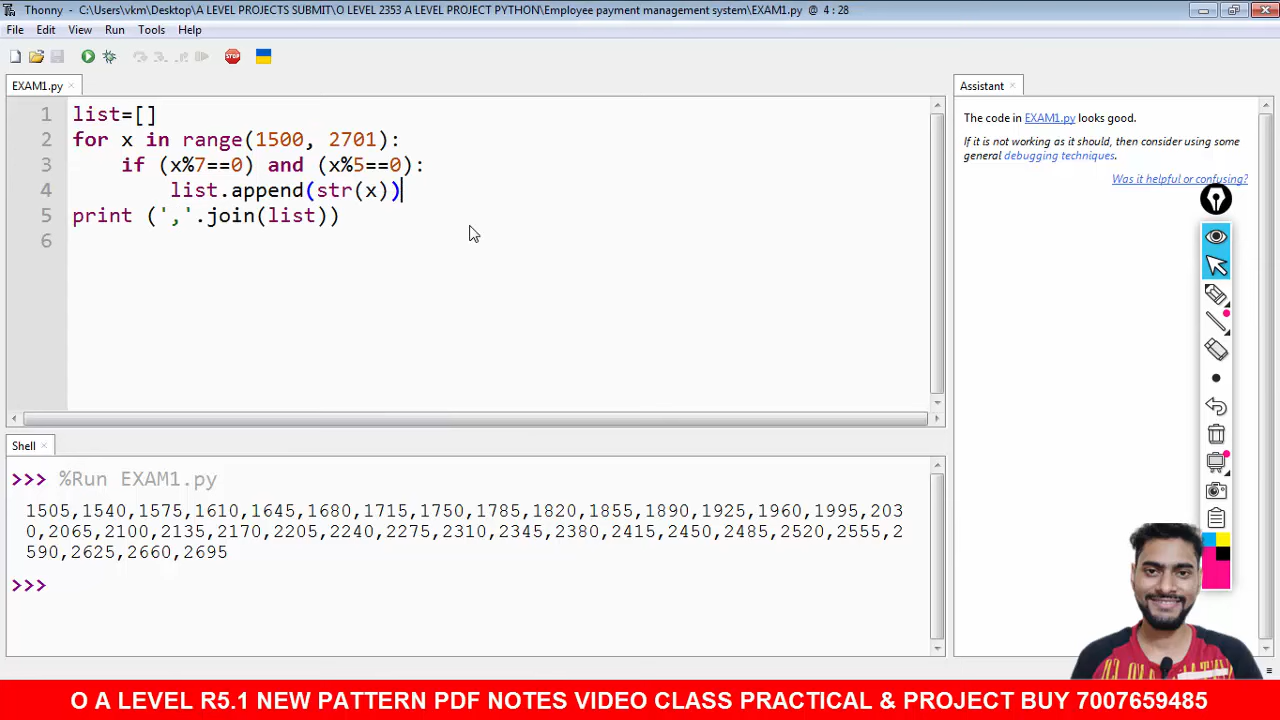 Thonny - C:\Users\vkm\Desktop\A LEVEL PROJECTS SUBMIT\O LEVEL 2353 A LEVEL PROJECT PYTHON\Employee payment management system\EXAM1.py @ 4 : 28
File Edit View Run Tools Help
STOP
EXAM1.py
1 list=[]
2 for x in range(1500, 2701):
3     if (x%7==0) and (x%5==0):
4         list.append(str(x))
5 print (','.join(list))
6
Assistant
The code in EXAM1.py looks good.
If it is not working as it should, then consider using some
general debugging techniques.
Was it helpful or confusing?
Shell
>>> %Run EXAM1.py
1505,1540,1575,1610,1645,1680,1715,1750,1785,1820,1855,1890,1925,1960,1995,203
0,2065,2100,2135,2170,2205,2240,2275,2310,2345,2380,2415,2450,2485,2520,2555,2
590,2625,2660,2695
>>>
O A LEVEL R5.1 NEW PATTERN PDF NOTES VIDEO CLASS PRACTICAL & PROJECT BUY 7007659485